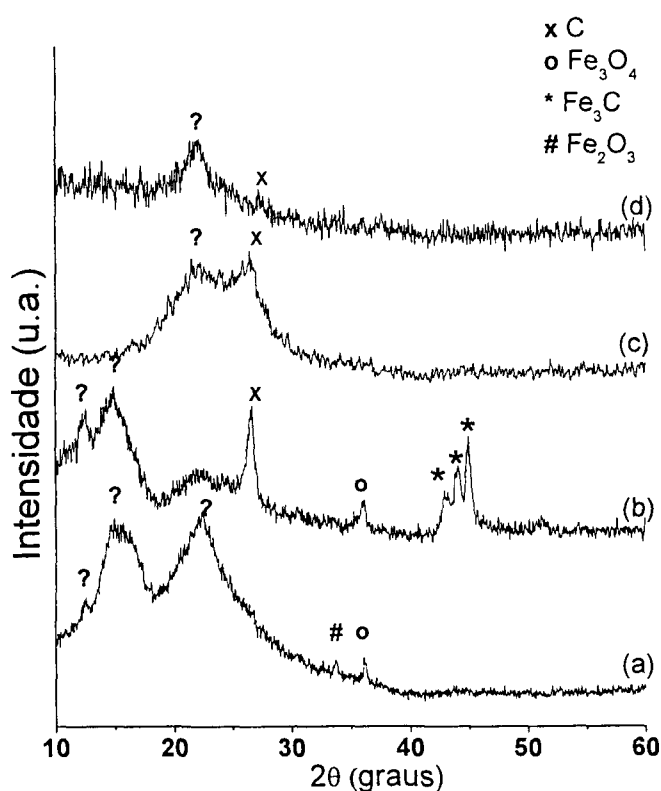 x C
o Fe₃O₄
* Fe₃C
# Fe₂O₃
?
x
(d)
?
x
(c)
?
?
x
o
*
*
*
(b)
?
?
?
#
o
(a)
Intensidade (u.a.)
10 20 30 40 50 60
2θ (graus)